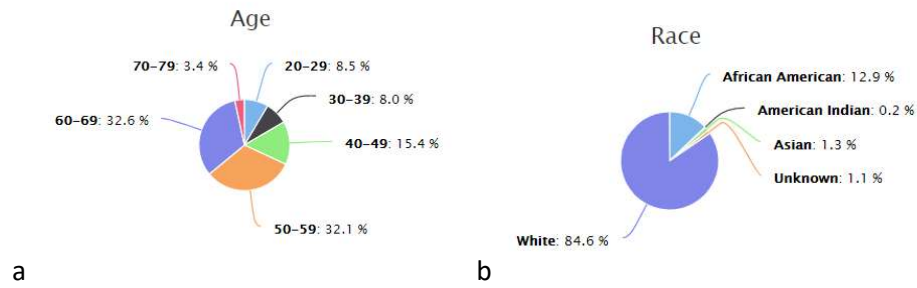 Age
70–79: 3.4 %
20–29: 8.5 %
30–39: 8.0 %
60–69: 32.6 %
40–49: 15.4 %
50–59: 32.1 %
a
Race
African American: 12.9 %
American Indian: 0.2 %
Asian: 1.3 %
Unknown: 1.1 %
White: 84.6 %
b